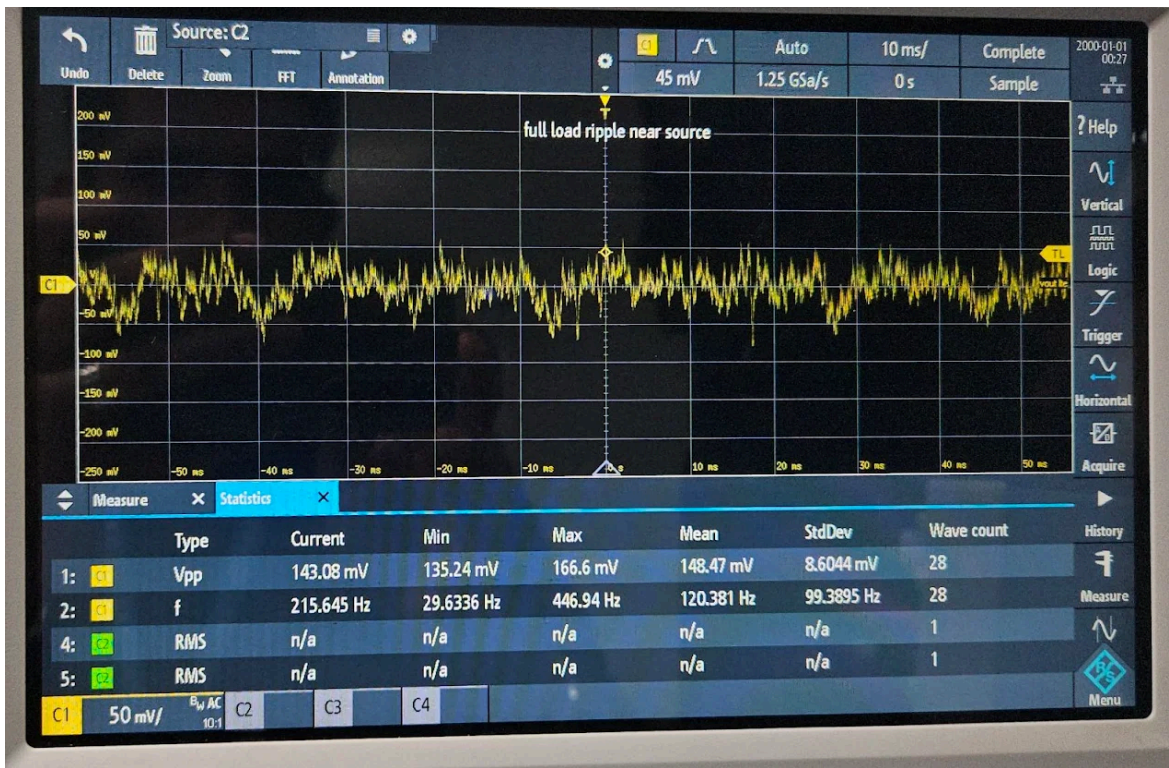 Undo
Delete
Source: C2
Zoom
FFT
Annotation
C1
Auto
10 ms/
Complete
45 mV
1.25 GSa/s
0 s
Sample
2000-01-01
00:27
T
full load ripple near source
200 mV
150 mV
100 mV
50 mV
C1
-50 mV
-100 mV
-150 mV
-200 mV
-250 mV
-50 ms
-40 ms
-30 ms
-20 ms
-10 ms
10 ms
20 ms
30 ms
40 ms
50 ms
TL
? Help
Vertical
Logic
Trigger
Horizontal
Acquire
History
Measure
Menu
Measure
Statistics
Type Current Min Max Mean StdDev Wave count
1: C1 Vpp 143.08 mV 135.24 mV 166.6 mV 148.47 mV 8.6044 mV 28
2: C1 f 215.645 Hz 29.6336 Hz 446.94 Hz 120.381 Hz 99.3895 Hz 28
4: C2 RMS n/a n/a n/a n/a n/a 1
5: C2 RMS n/a n/a n/a n/a n/a 1
C1 50 mV/ BW AC 10:1
C2
C3
C4
R&S